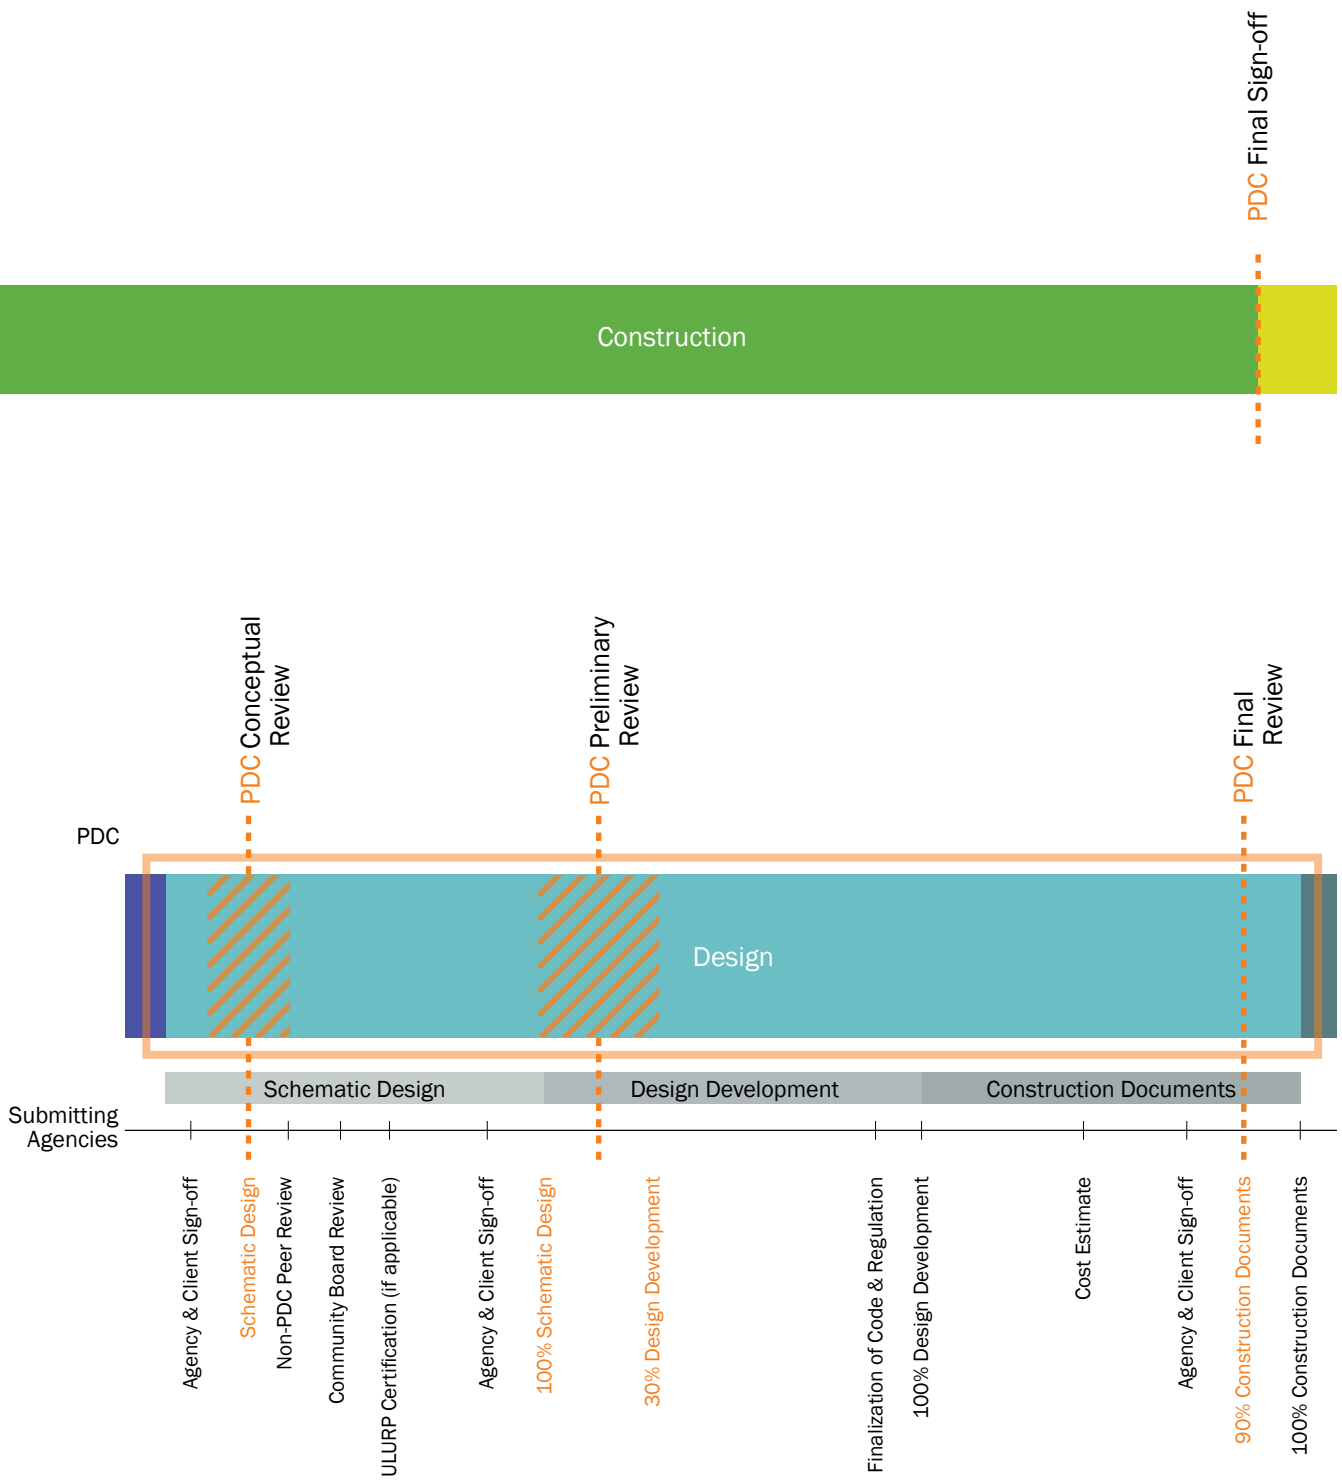 PDC Final Sign-off
Construction
PDC Conceptual
Review
PDC Preliminary
Review
PDC Final
Review
PDC
Design
Schematic Design
Design Development
Construction Documents
Submitting
Agencies
Agency & Client Sign-off
Schematic Design
Non-PDC Peer Review
Community Board Review
ULURP Certification (if applicable)
Agency & Client Sign-off
100% Schematic Design
30% Design Development
Finalization of Code & Regulation
100% Design Development
Cost Estimate
Agency & Client Sign-off
90% Construction Documents
100% Construction Documents